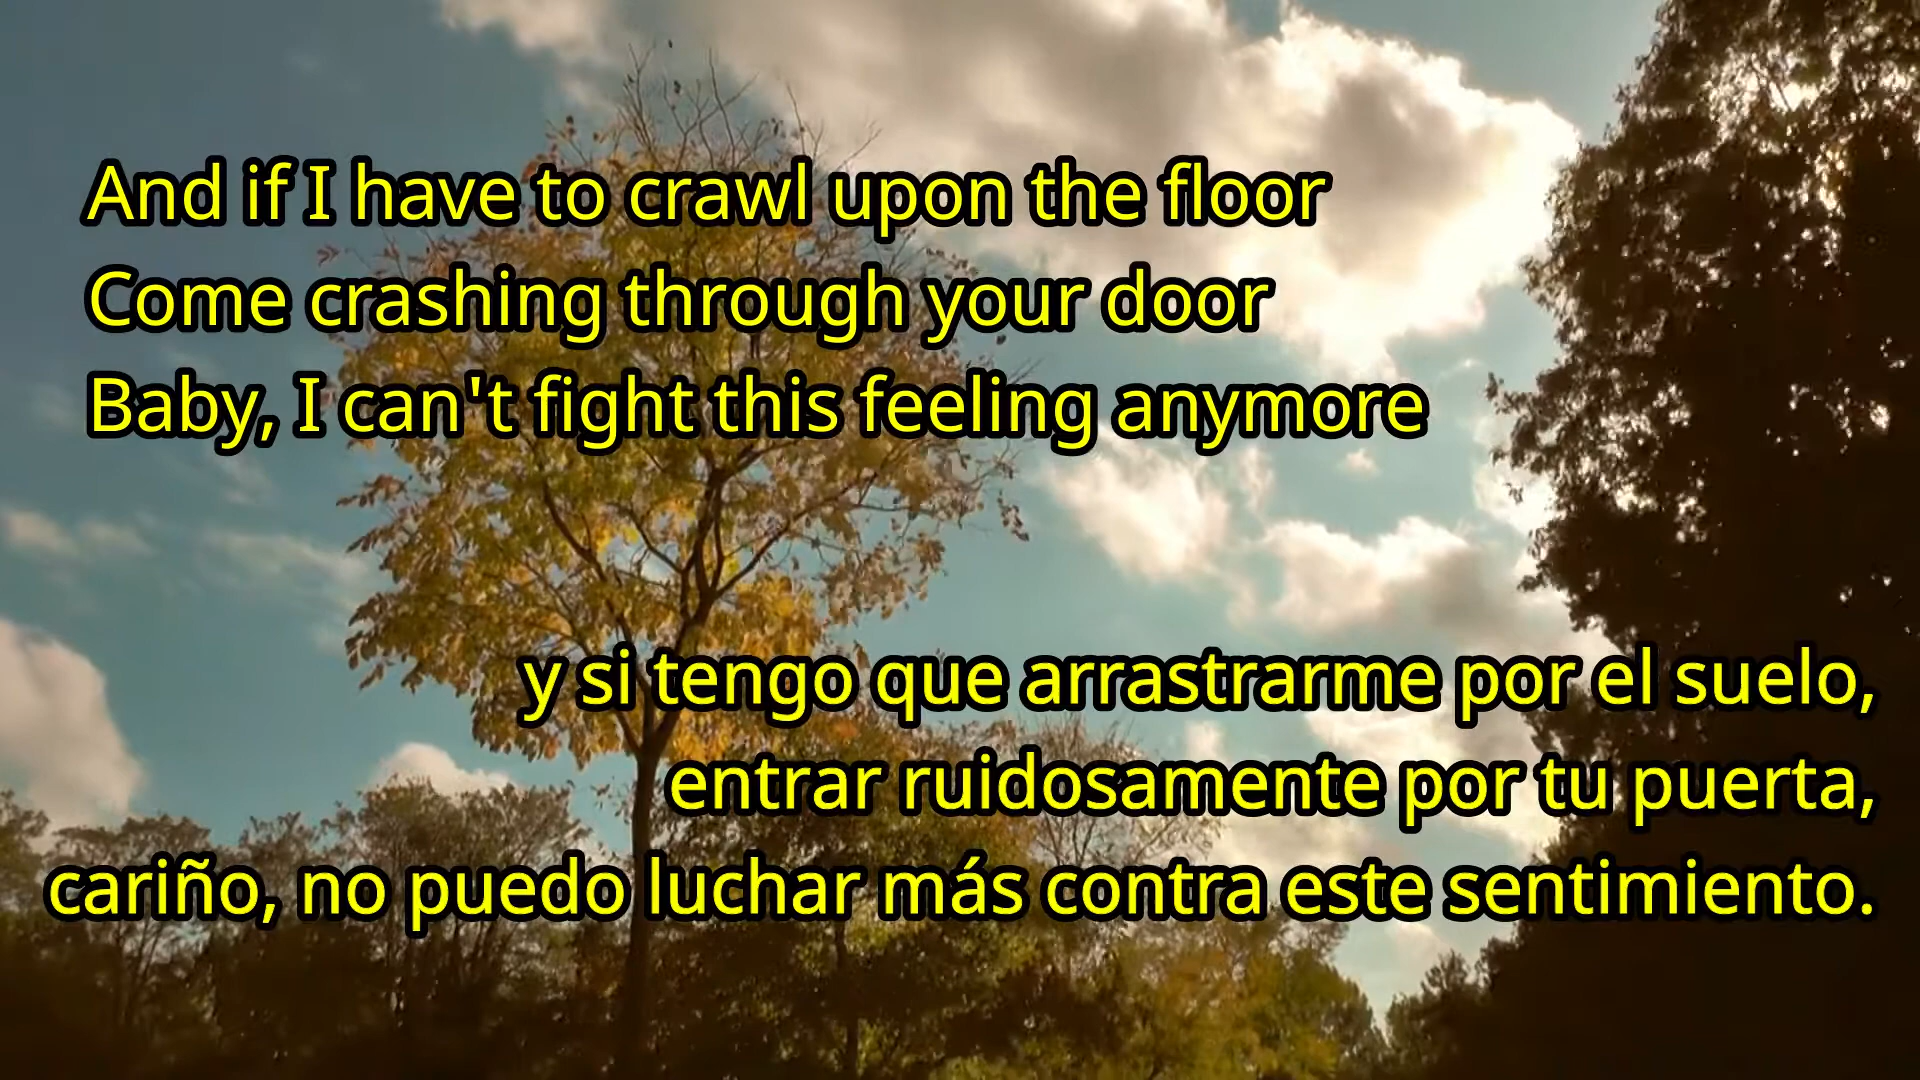 And if I have to crawl upon the floor
Come crashing through your door
Baby, I can't fight this feeling anymore
y si tengo que arrastrarme por el suelo,
entrar ruidosamente por tu puerta,
cariño, no puedo luchar más contra este sentimiento.